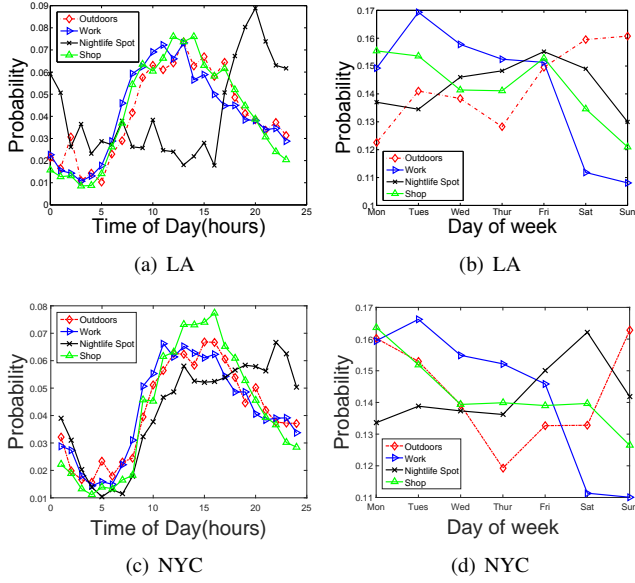 0.09
0.08
0.07
0.06
0.05
0.04
0.03
0.02
0.01
0
Probability
Outdoors
Work
Nightlife Spot
Shop
0 5 10 15 20 25
Time of Day(hours)
(a) LA
0.17
0.16
0.15
0.14
0.13
0.12
0.11
0.1
Probability
Outdoors
Work
Nightlife Spot
Shop
Mon Tues Wed Thur Fri Sat Sun
Day of week
(b) LA
0.08
0.07
0.06
0.05
0.04
0.03
0.02
0.01
Probability
Outdoors
Work
Nightlife Spot
Shop
0 5 10 15 20 25
Time of Day(hours)
(c) NYC
0.17
0.16
0.15
0.14
0.13
0.12
0.11
Probability
Outdoors
Work
Nightlife Spot
Shop
Mon Tues Wed Thur Fri Sat Sun
Day of week
(d) NYC